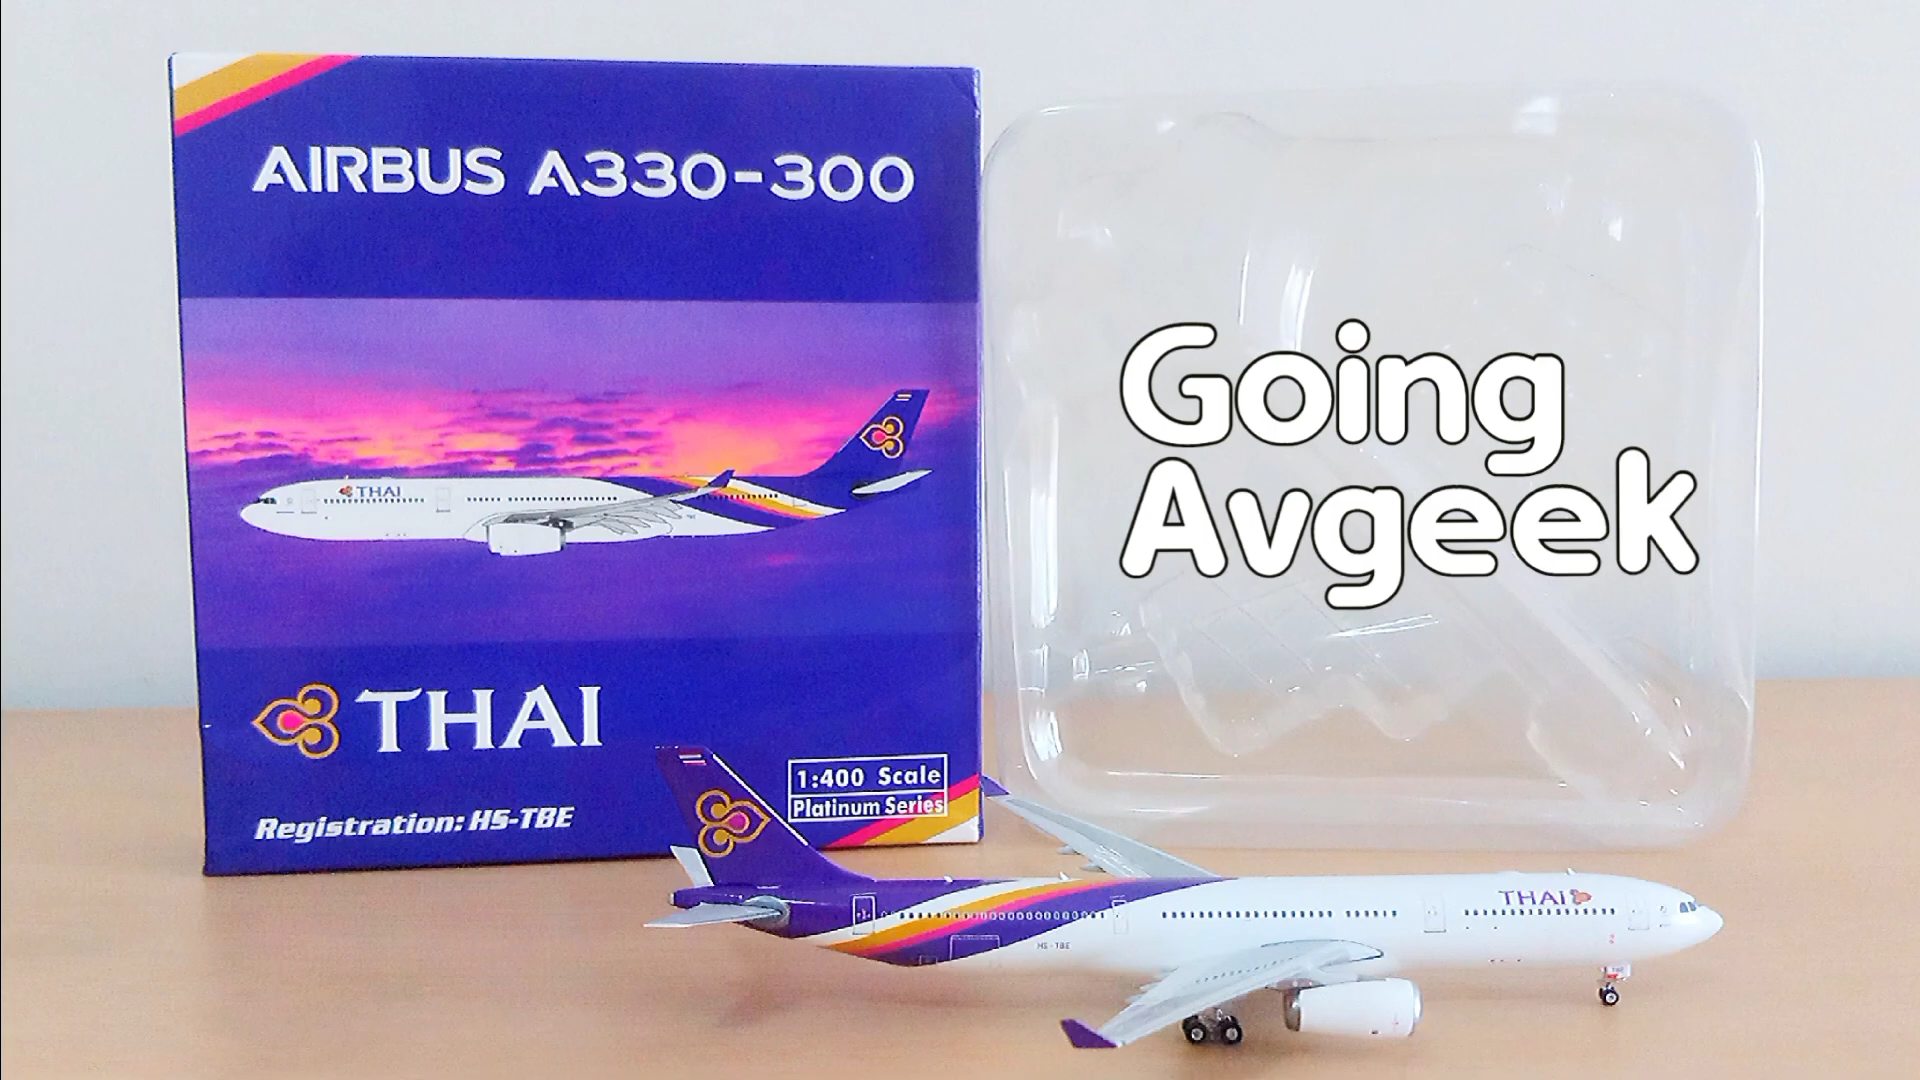 AIRBUS A330-300
THAI
THAI
Registration: HS-TBE
1:400 Scale
Platinum Series
Going
Avgeek
THAI
HS-TBE